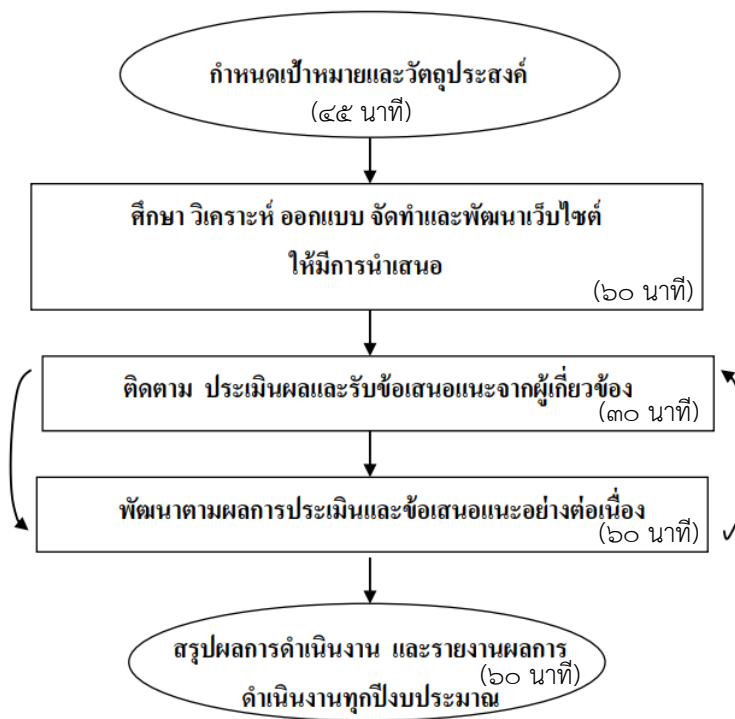 กำหนดเป้าหมายและวัตถุประสงค์
(๔๕ นาที)
ศึกษา วิเคราะห์ ออกแบบ จัดทำและพัฒนาเว็บไซต์
ให้มีการนำเสนอ
(๖๐ นาที)
ติดตาม ประเมินผลและรับข้อเสนอแนะจากผู้เกี่ยวข้อง
(๓๐ นาที)
พัฒนาตามผลการประเมินและข้อเสนอแนะอย่างต่อเนื่อง
(๖๐ นาที)
สรุปผลการดำเนินงาน และรายงานผลการ
(๖๐ นาที)
ดำเนินงานทุกปีงบประมาณ